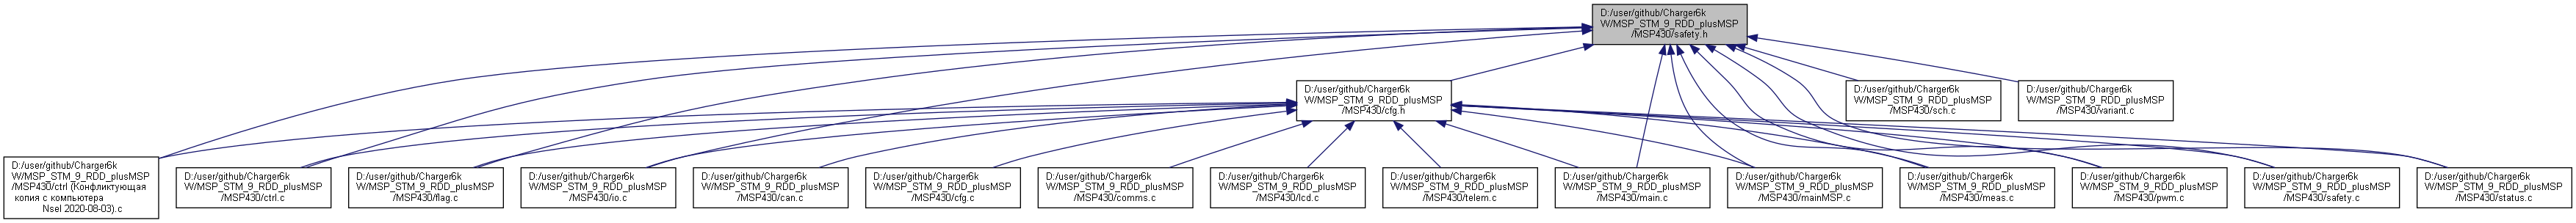 D:/user/github/Charger6k
W/MSP_STM_9_RDD_plusMSP
/MSP430/safety.h
D:/user/github/Charger6k
W/MSP_STM_9_RDD_plusMSP
/MSP430/cfg.h
D:/user/github/Charger6k
W/MSP_STM_9_RDD_plusMSP
/MSP430/sch.c
D:/user/github/Charger6k
W/MSP_STM_9_RDD_plusMSP
/MSP430/variant.c
D:/user/github/Charger6k
W/MSP_STM_9_RDD_plusMSP
/MSP430/ctrl (Конфликтующая
копия с компьютера
Nsel 2020-08-03).c
D:/user/github/Charger6k
W/MSP_STM_9_RDD_plusMSP
/MSP430/ctrl.c
D:/user/github/Charger6k
W/MSP_STM_9_RDD_plusMSP
/MSP430/flag.c
D:/user/github/Charger6k
W/MSP_STM_9_RDD_plusMSP
/MSP430/io.c
D:/user/github/Charger6k
W/MSP_STM_9_RDD_plusMSP
/MSP430/can.c
D:/user/github/Charger6k
W/MSP_STM_9_RDD_plusMSP
/MSP430/cfg.c
D:/user/github/Charger6k
W/MSP_STM_9_RDD_plusMSP
/MSP430/comms.c
D:/user/github/Charger6k
W/MSP_STM_9_RDD_plusMSP
/MSP430/lcd.c
D:/user/github/Charger6k
W/MSP_STM_9_RDD_plusMSP
/MSP430/telem.c
D:/user/github/Charger6k
W/MSP_STM_9_RDD_plusMSP
/MSP430/main.c
D:/user/github/Charger6k
W/MSP_STM_9_RDD_plusMSP
/MSP430/mainMSP.c
D:/user/github/Charger6k
W/MSP_STM_9_RDD_plusMSP
/MSP430/meas.c
D:/user/github/Charger6k
W/MSP_STM_9_RDD_plusMSP
/MSP430/pwm.c
D:/user/github/Charger6k
W/MSP_STM_9_RDD_plusMSP
/MSP430/safety.c
D:/user/github/Charger6k
W/MSP_STM_9_RDD_plusMSP
/MSP430/status.c